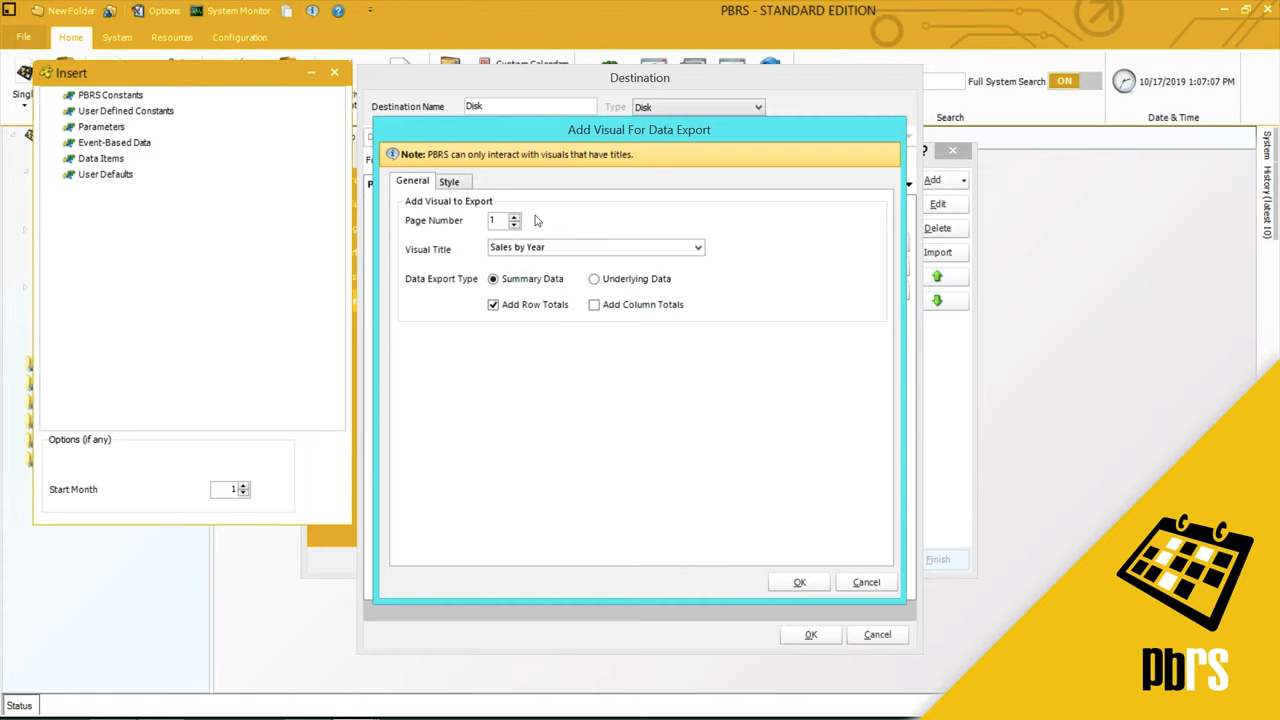 New Folder
Options
System Monitor
PBRS - STANDARD EDITION
File
Home
System
Resources
Configuration
Custom Calendar
Full System Search
ON
10/17/2019 1:07:07 PM
Search
Date & Time
Insert
PBRS Constants
User Defined Constants
Parameters
Event-Based Data
Data Items
User Defaults
Options (if any)
Start Month
1
Destination
Destination Name
Disk
Type
Disk
Add Visual For Data Export
Note: PBRS can only interact with visuals that have titles.
General
Style
Add Visual to Export
Page Number
1
Visual Title
Sales by Year
Data Export Type
Summary Data
Underlying Data
Add Row Totals
Add Column Totals
OK
Cancel
OK
Cancel
?
Add
Edit
Delete
Import
Finish
System History (latest 10)
Status
pbrs